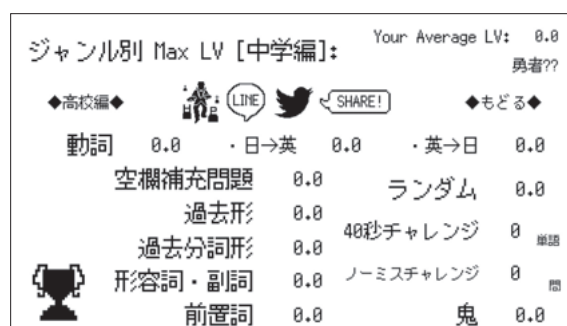 ジャンル別 Max LV [中学編]:
Your Average LV: 0.0
勇者??
◆高校編◆ LINE SHARE! ◆もどる◆
動詞 0.0 ・日→英 0.0 ・英→日 0.0
空欄補充問題 0.0
ランダム 0.0
過去形 0.0
40秒チャレンジ 0 単語
過去分詞形 0.0
ノーミスチャレンジ 0 問
形容詞・副詞 0.0
前置詞 0.0
鬼 0.0